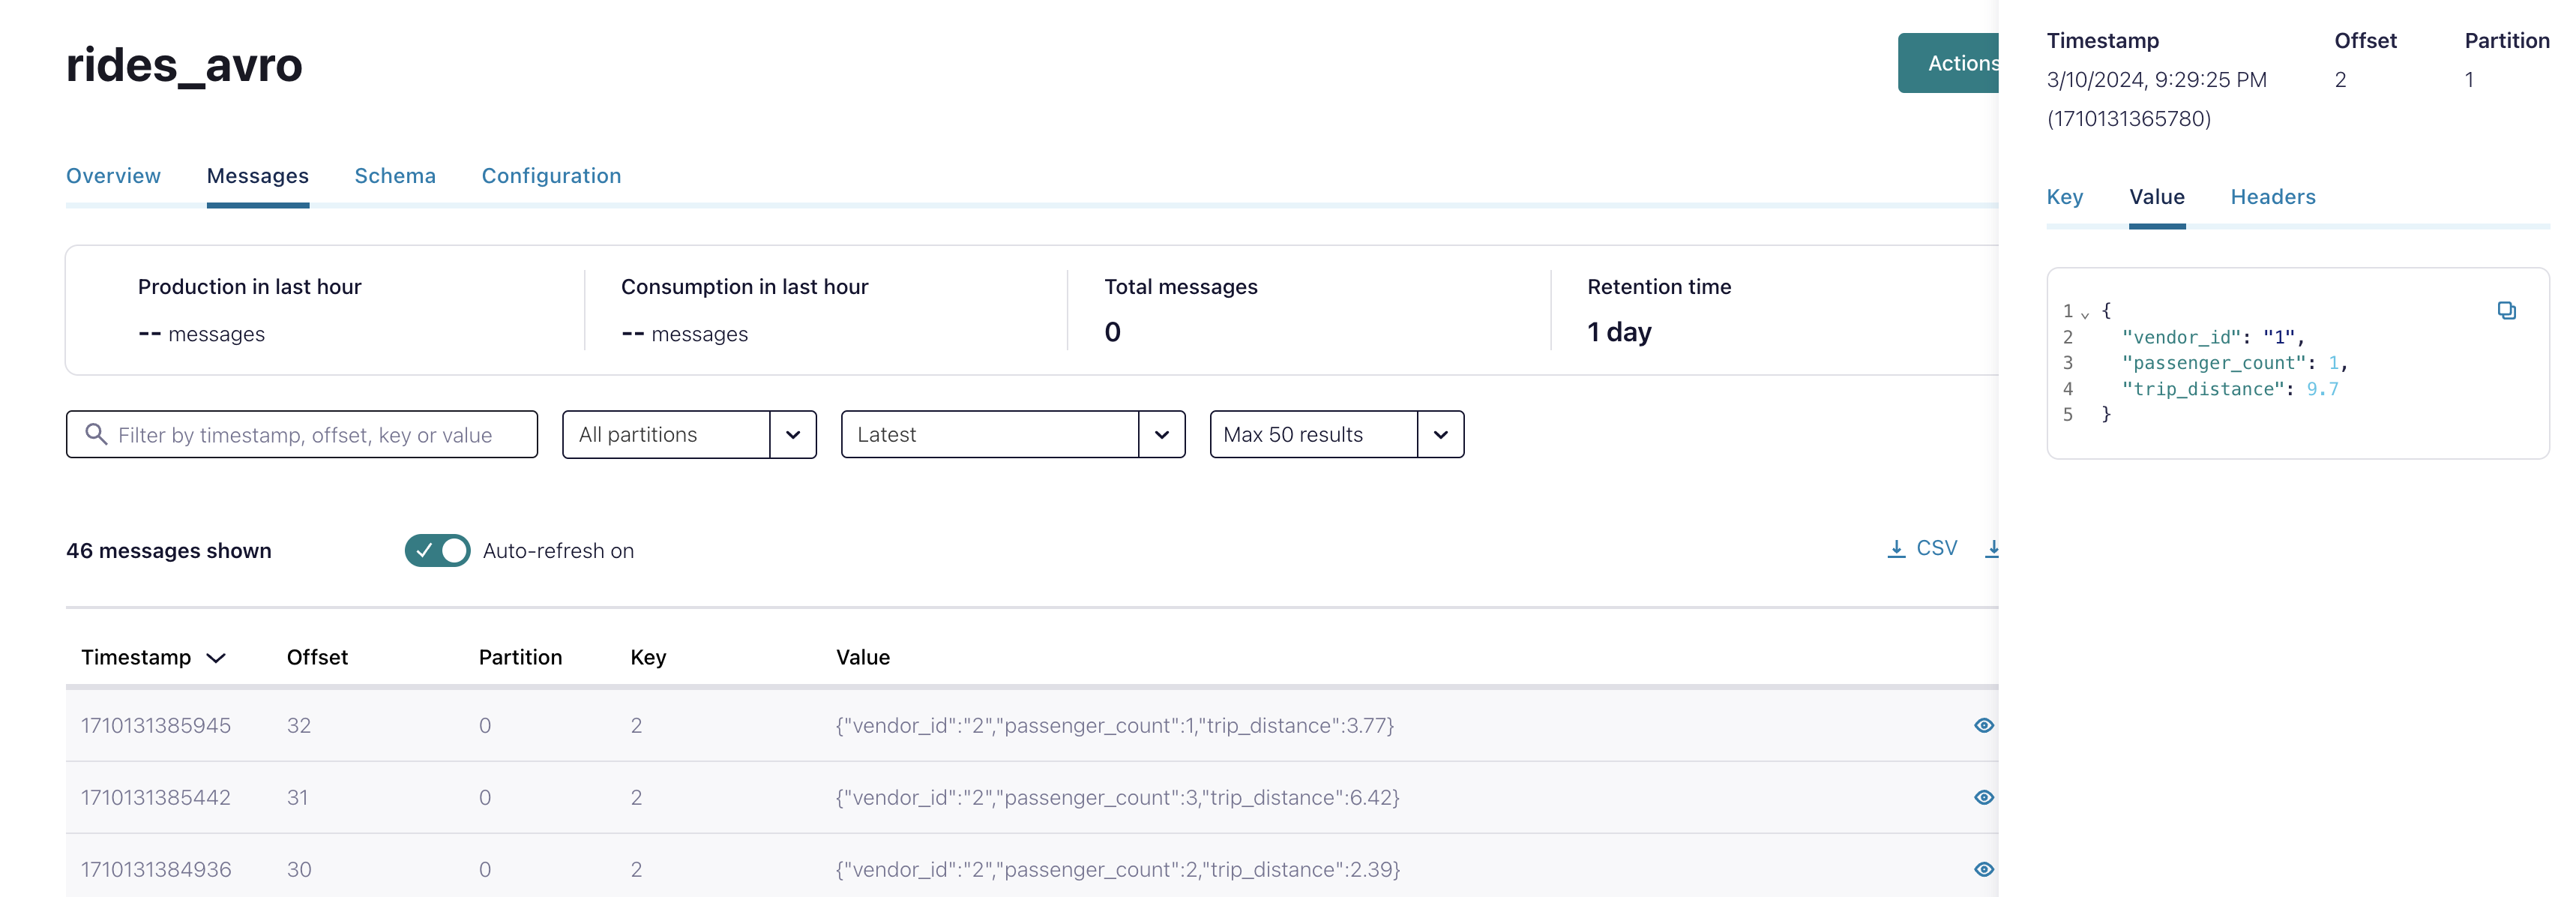 rides_avro
Actions
Overview Messages Schema Configuration
Production in last hour Consumption in last hour Total messages Retention time
-- messages -- messages 0 1 day
Filter by timestamp, offset, key or value All partitions Latest Max 50 results
46 messages shown Auto-refresh on CSV
Timestamp Offset Partition Key Value
1710131385945 32 0 2 {"vendor_id":"2","passenger_count":1,"trip_distance":3.77}
1710131385442 31 0 2 {"vendor_id":"2","passenger_count":3,"trip_distance":6.42}
1710131384936 30 0 2 {"vendor_id":"2","passenger_count":2,"trip_distance":2.39}
Timestamp Offset Partition
3/10/2024, 9:29:25 PM 2 1
(1710131365780)
Key Value Headers
1 {
2 "vendor_id": "1",
3 "passenger_count": 1,
4 "trip_distance": 9.7
5 }